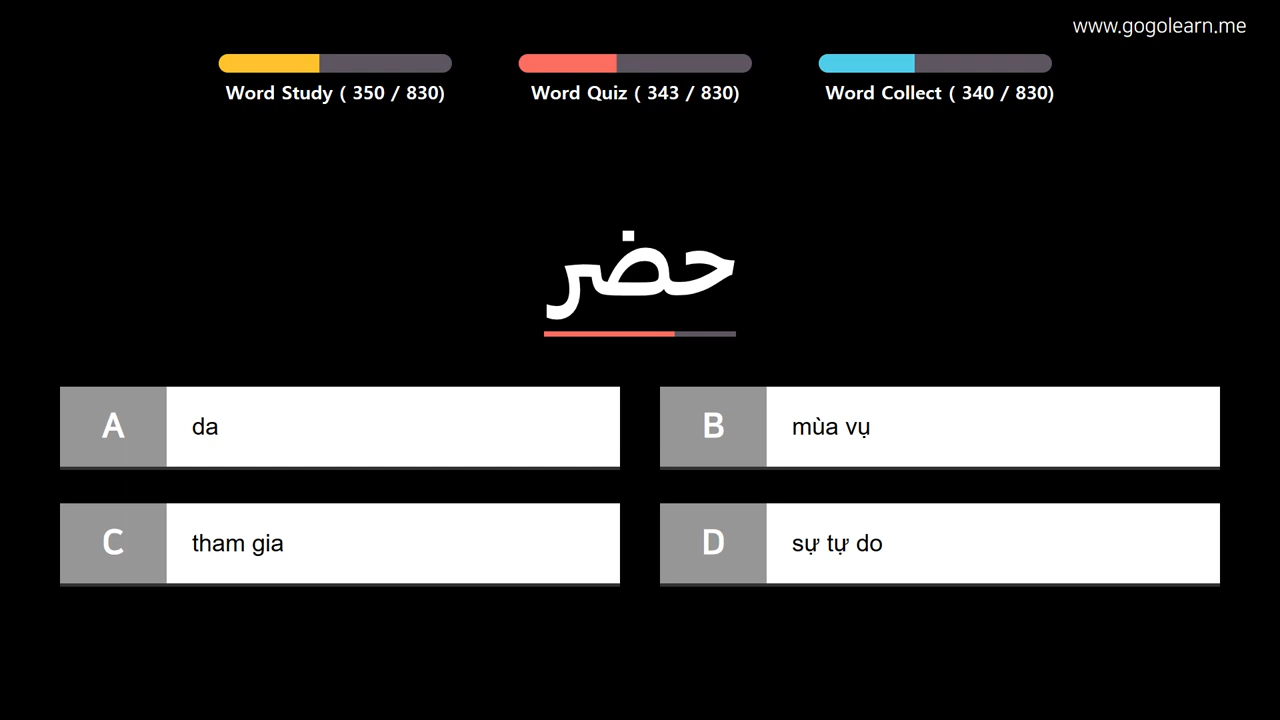 www.gogolearn.me
Word Study ( 350 / 830)
Word Quiz ( 343 / 830)
Word Collect ( 340 / 830)
حضر
A da
B mùa vụ
C tham gia
D sự tự do